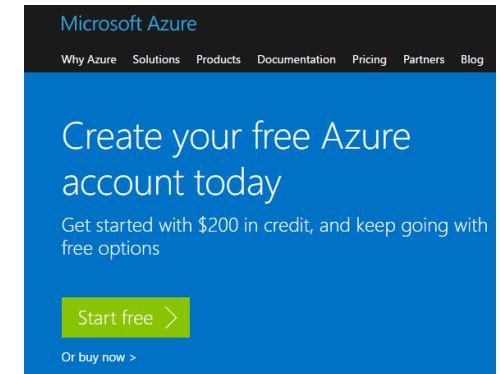 Microsoft Azure
Why Azure Solutions Products Documentation Pricing Partners Blog
Create your free Azure
account today
Get started with $200 in credit, and keep going with
free options
Start free >
Or buy now >